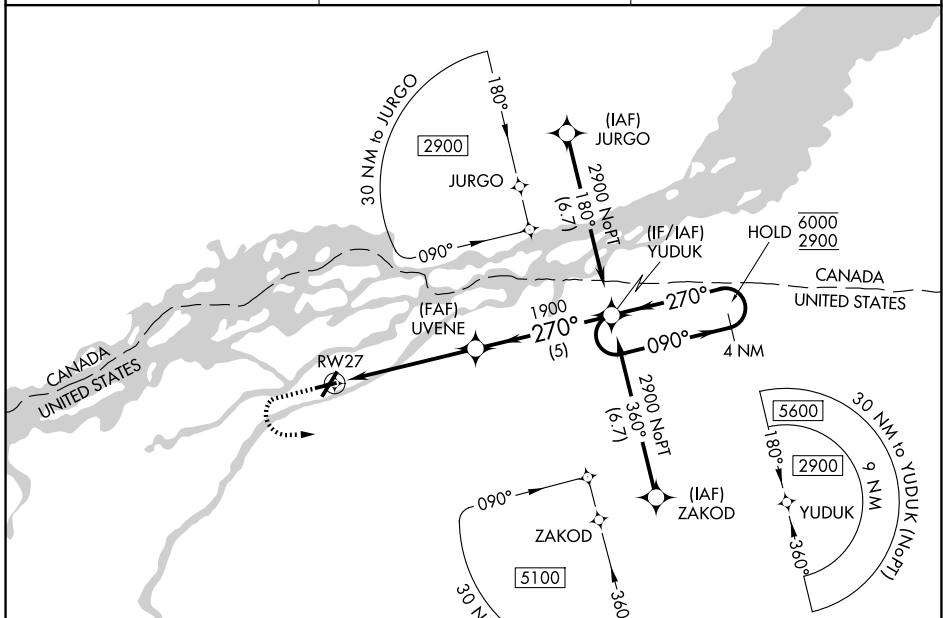 180°
30 NM to JURGO
2900
JURGO
090°
(IAF)
JURGO
2900 NoPT
180°
(6.7)
(IF/IAF)
YUDUK
HOLD
6000
2900
CANADA
UNITED STATES
(FAF)
UVENE
1900
270°
(5)
270°
090°
4 NM
RW27
CANADA
UNITED STATES
2900 NoPT
360°
(6.7)
(IAF)
ZAKOD
090°
ZAKOD
5100
30 N
360
5600
180°
2900
9 NM
30 NM to YUDUK (NoPT)
YUDUK
360°